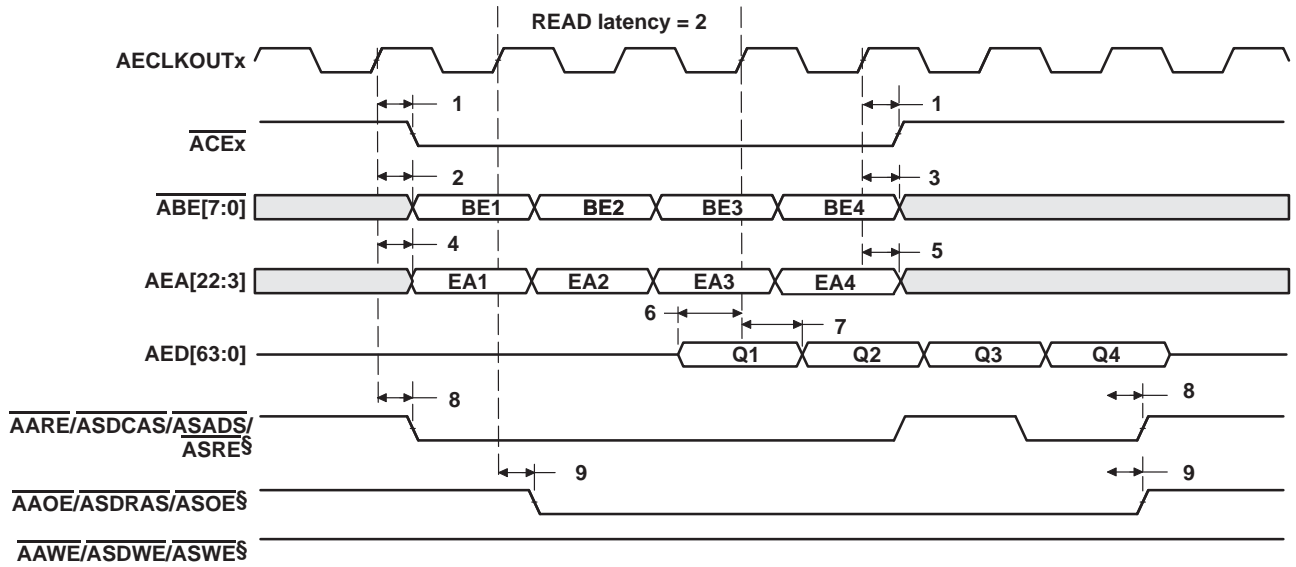 READ latency = 2
AECLKOUTx
1 1
ACEx
2 3
ABE[7:0] BE1 BE2 BE3 BE4
4 5
AEA[22:3] EA1 EA2 EA3 EA4
6 7
AED[63:0] Q1 Q2 Q3 Q4
8 8
AARE/ASDCAS/ASADS/
ASRE§
9 9
AAOE/ASDRAS/ASOE§
AAWE/ASDWE/ASWE§